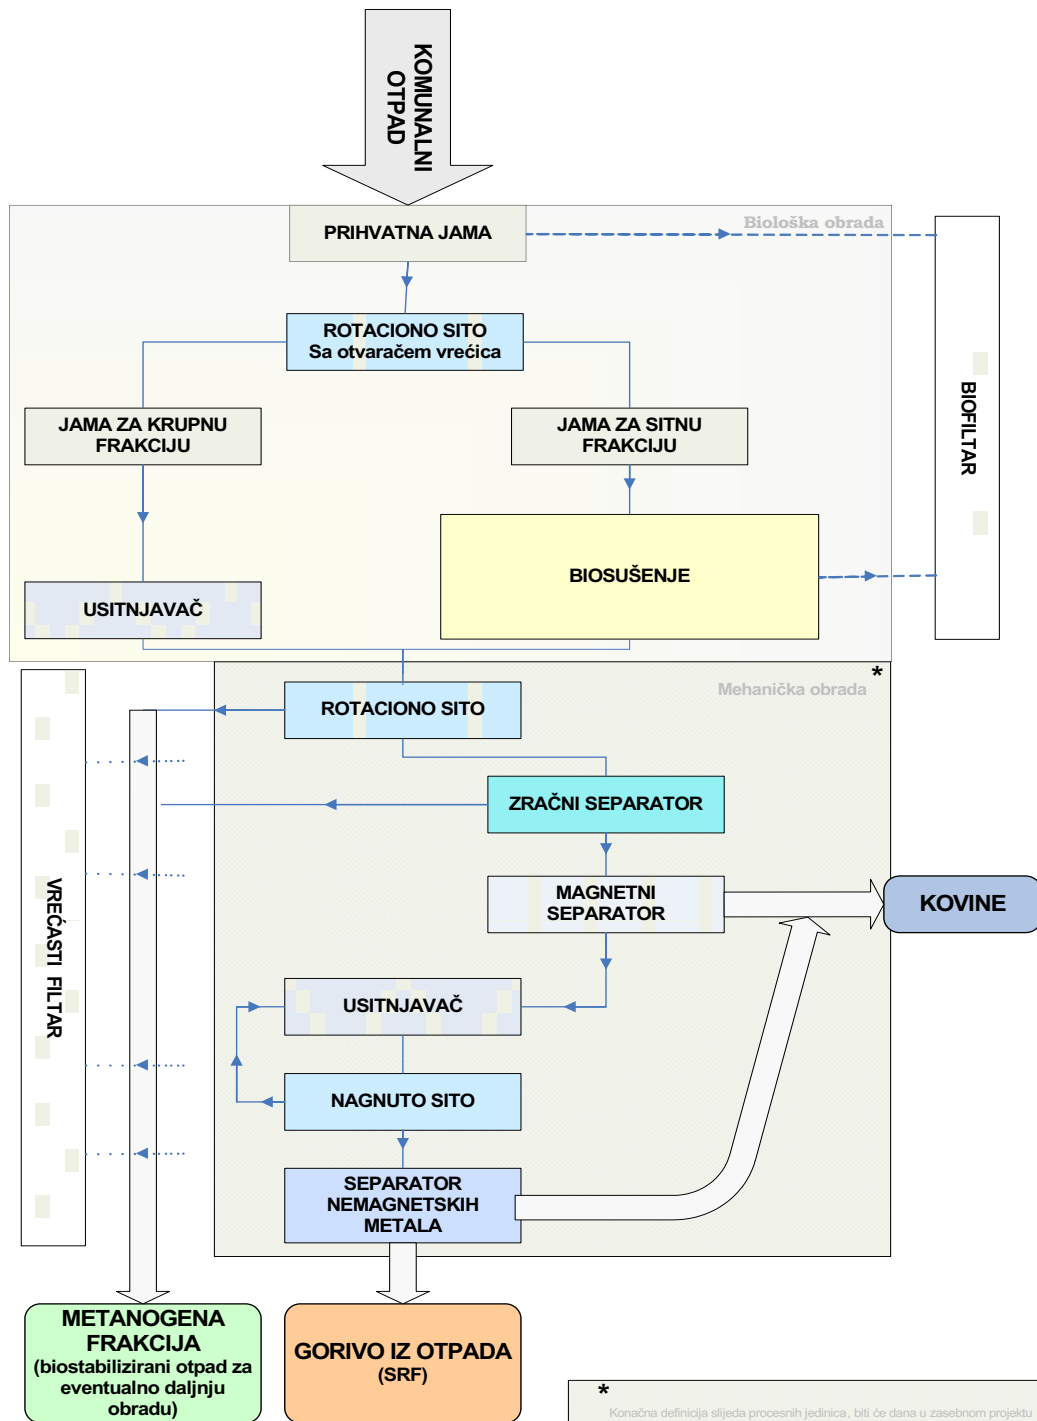 KOMUNALNI
OTPAD
PRIHVATNA JAMA
Biološka obrada
ROTACIONO SITO
Sa otvaračem vrećica
JAMA ZA KRUPNU
FRAKCIJU
JAMA ZA SITNU
FRAKCIJU
BIOFILTAR
BIOSUŠENJE
USITNJAVAČ
*
Mehanička obrada
ROTACIONO SITO
ZRAČNI SEPARATOR
MAGNETNI
SEPARATOR
KOVINE
VREĆASTI FILTAR
USITNJAVAČ
NAGNUTO SITO
SEPARATOR
NEMAGNETSKIH
METALA
METANOGENA
FRAKCIJA
(biostabilizirani otpad za
eventualno daljnju
obradu)
GORIVO IZ OTPADA
(SRF)
*
Konačna definicija slijeda procesnih jedinica, biti će dana u zasebnom projektu